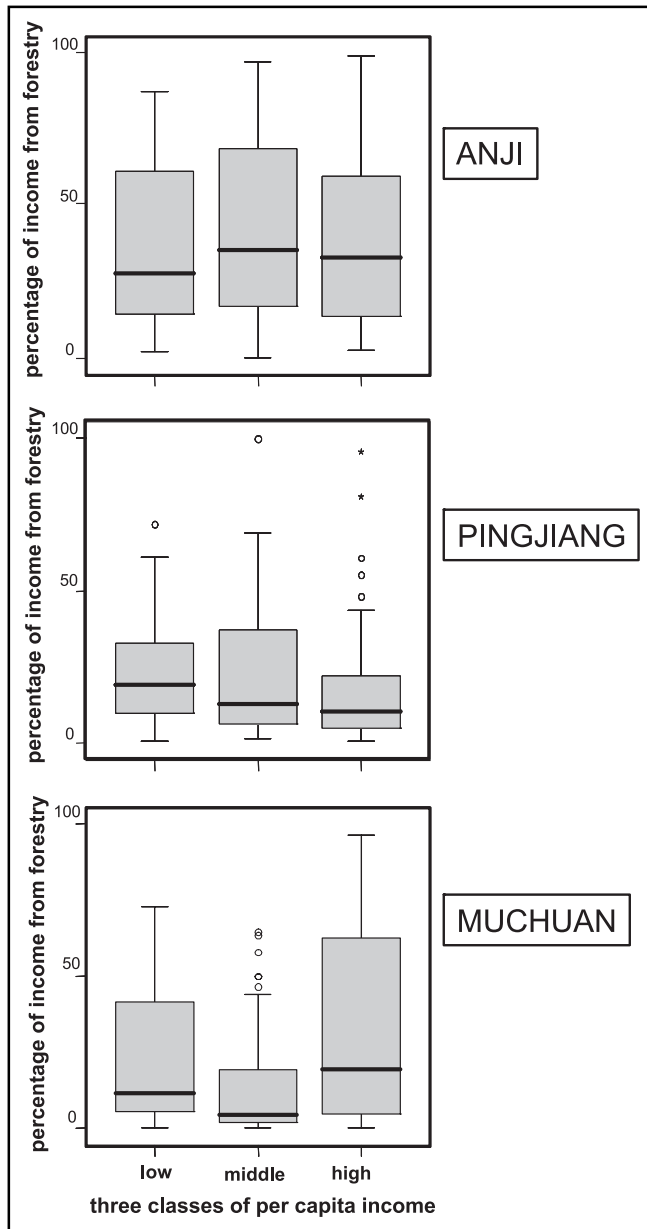 percentage of income from forestry
100
50
0
ANJI
percentage of income from forestry
100
50
0
PINGJIANG
percentage of income from forestry
100
50
0
MUCHUAN
low middle high
three classes of per capita income